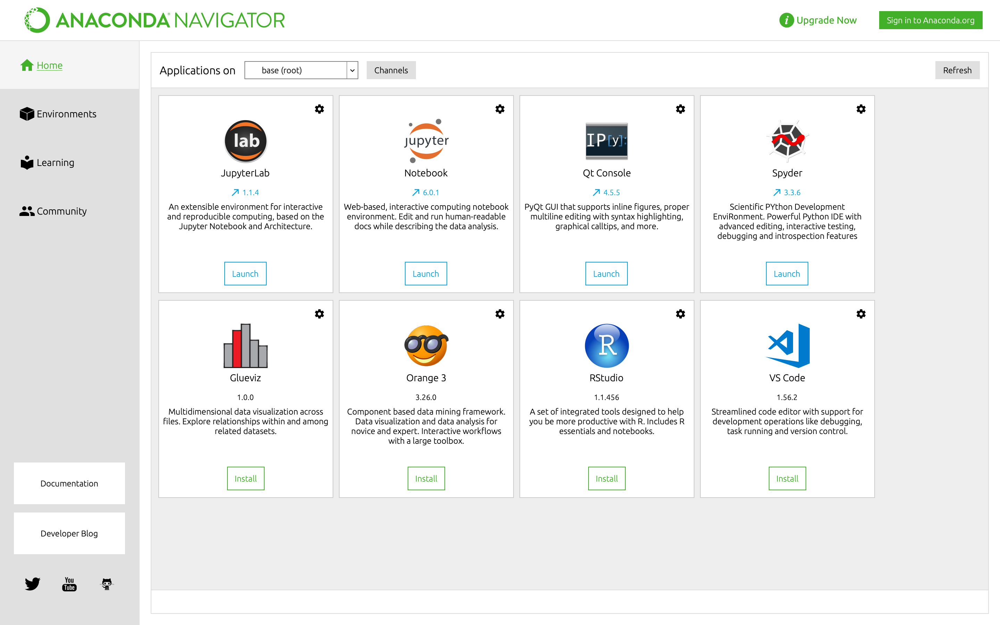 ANACONDA® NAVIGATOR
i Upgrade Now
Sign in to Anaconda.org
Home
Environments
Learning
Community
Documentation
Developer Blog
You
Tube
Applications on
base (root)
Channels
Refresh
lab
JupyterLab
1.1.4
An extensible environment for interactive
and reproducible computing, based on the
Jupyter Notebook and Architecture.
Launch
jupyter
Notebook
6.0.1
Web-based, interactive computing notebook
environment. Edit and run human-readable
docs while describing the data analysis.
Launch
IP[y]:
Qt Console
4.5.5
PyQt GUI that supports inline figures, proper
multiline editing with syntax highlighting,
graphical calltips, and more.
Launch
Spyder
3.3.6
Scientific PYthon Development
EnviRonment. Powerful Python IDE with
advanced editing, interactive testing,
debugging and introspection features
Launch
Glueviz
1.0.0
Multidimensional data visualization across
files. Explore relationships within and among
related datasets.
Install
Orange 3
3.26.0
Component based data mining framework.
Data visualization and data analysis for
novice and expert. Interactive workflows
with a large toolbox.
Install
R
RStudio
1.1.456
A set of integrated tools designed to help
you be more productive with R. Includes R
essentials and notebooks.
Install
VS Code
1.56.2
Streamlined code editor with support for
development operations like debugging,
task running and version control.
Install